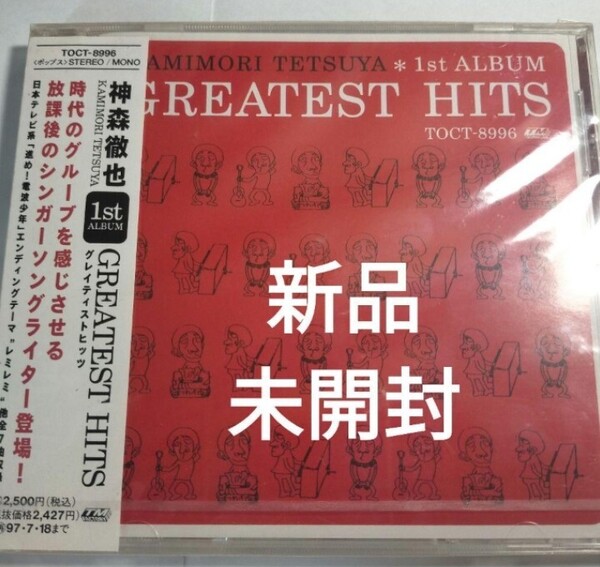 TOCT-8996
〈ポップス〉STEREO / MONO
神森徹也
KAMIMORI TETSUYA
1st
ALBUM
GREATEST HITS
グレイティストヒッツ
時代のグルーブを感じさせる
放課後のシンガーソングライター登場!
日本テレビ系「進め!電波少年」エンディングテーマ"レミレミ"他全7曲収録
2,500円(税込)
抜価格2,427円)
97・7・18まで
KAMIMORI TETSUYA * 1st ALBUM
GREATEST HITS
TOCT-8996
新品
未開封